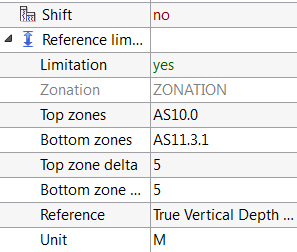 Shift no
Reference lim...
Limitation yes
Zonation ZONATION
Top zones AS10.0
Bottom zones AS11.3.1
Top zone delta 5
Bottom zone ... 5
Reference True Vertical Depth ...
Unit M